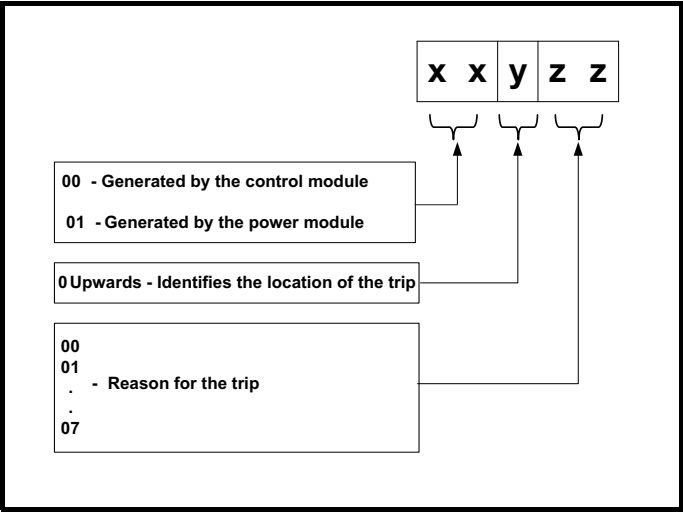 x x y z z
00 - Generated by the control module
01 - Generated by the power module
0 Upwards - Identifies the location of the trip
00
01
.
- Reason for the trip
.
07